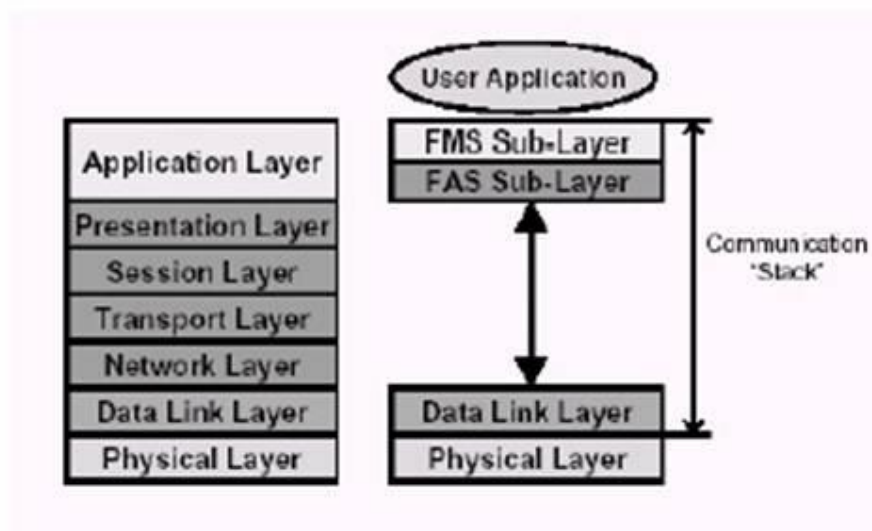 User Application
Application Layer
Presentation Layer
Session Layer
Transport Layer
Network Layer
Data Link Layer
Physical Layer
FMS Sub-Layer
FAS Sub-Layer
Data Link Layer
Physical Layer
Communication
"Stack"